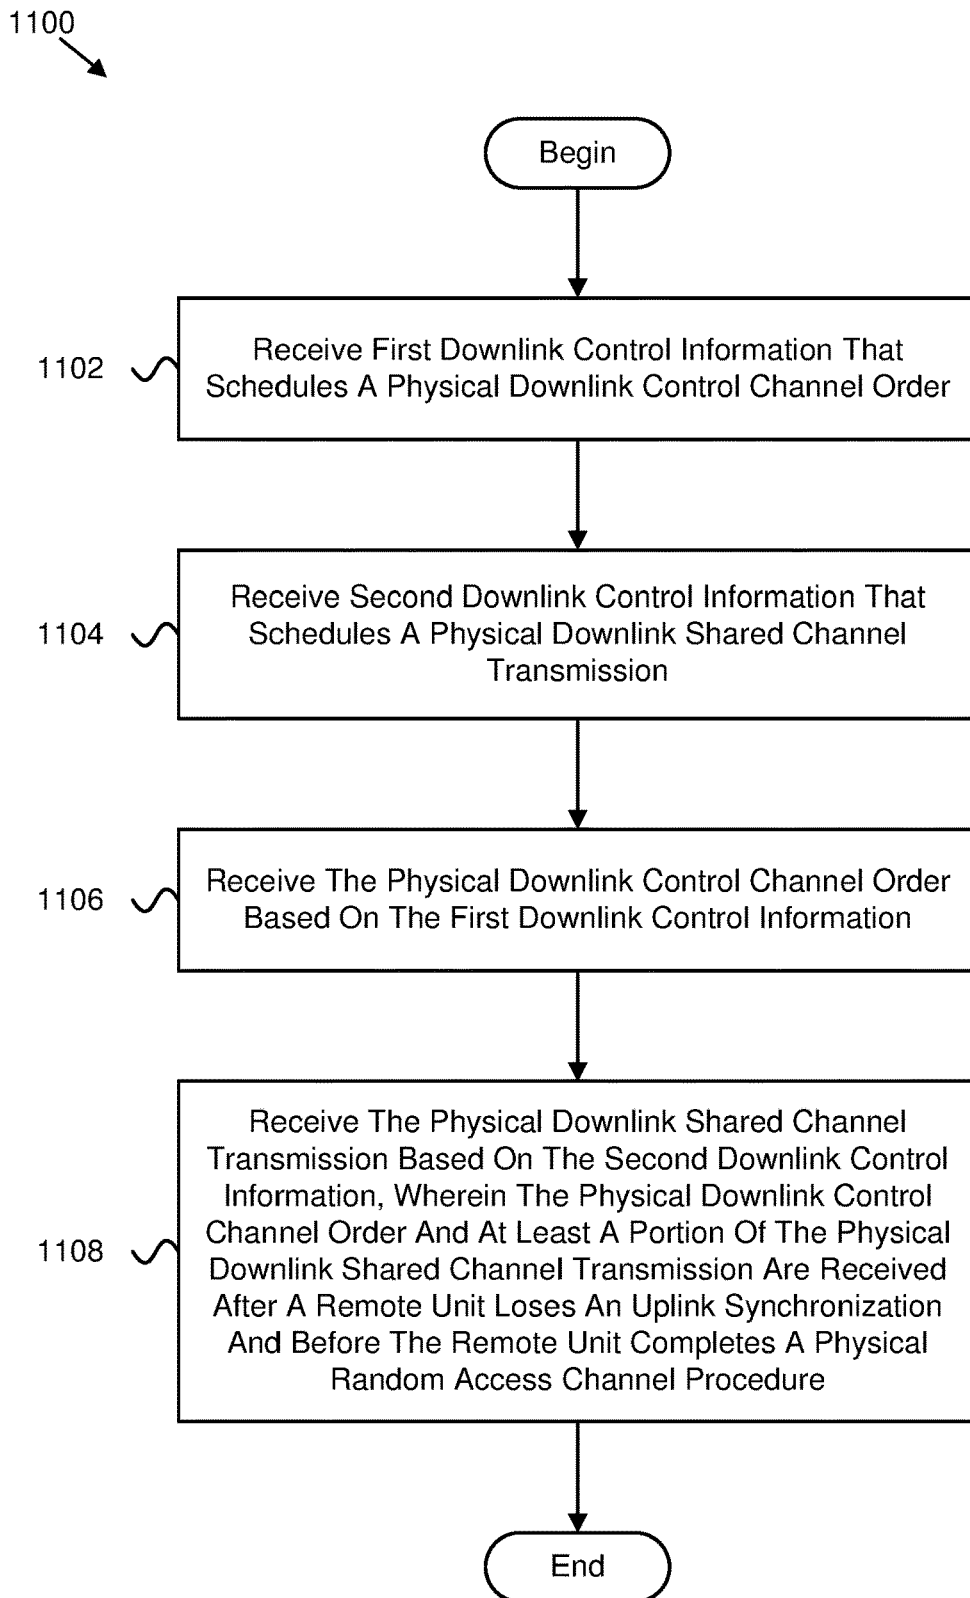 1100
Begin
1102
Receive First Downlink Control Information That
Schedules A Physical Downlink Control Channel Order
1104
Receive Second Downlink Control Information That
Schedules A Physical Downlink Shared Channel
Transmission
1106
Receive The Physical Downlink Control Channel Order
Based On The First Downlink Control Information
1108
Receive The Physical Downlink Shared Channel
Transmission Based On The Second Downlink Control
Information, Wherein The Physical Downlink Control
Channel Order And At Least A Portion Of The Physical
Downlink Shared Channel Transmission Are Received
After A Remote Unit Loses An Uplink Synchronization
And Before The Remote Unit Completes A Physical
Random Access Channel Procedure
End